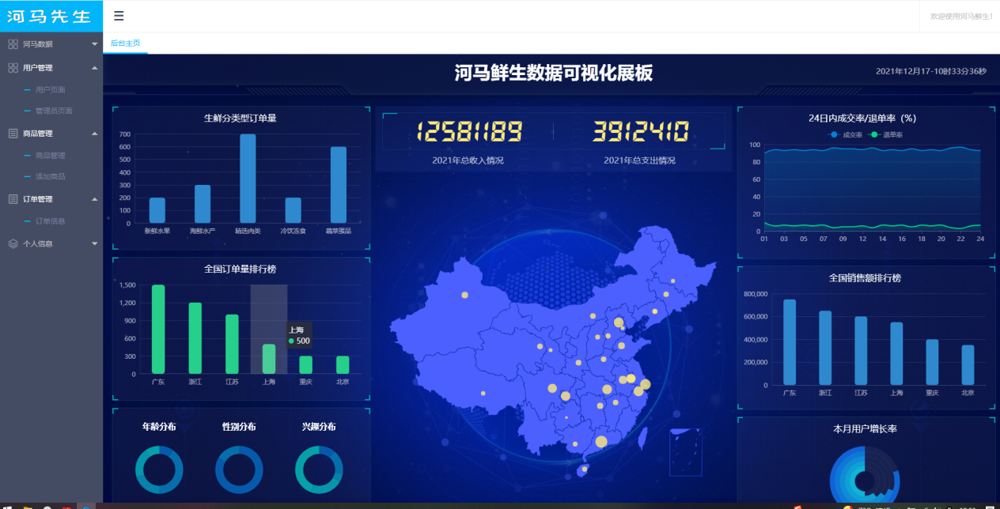 河马先生
欢迎使用河马鲜生!
河马数据
用户管理
用户页面
管理员页面
商品管理
商品管理
添加商品
订单管理
订单信息
个人信息
后台主页
河马鲜生数据可视化展板
2021年12月17-10时33分36秒
生鲜分类型订单量
700
600
500
400
300
200
100
0
新鲜水果 海鲜水产 精选肉类 冷饮冻食 蔬菜蛋品
全国订单量排行榜
1,500
1,200
900
600
300
0
上海
500
广东 浙江 江苏 上海 重庆 北京
年龄分布 性别分布 兴趣分布
12581189 3912410
2021年总收入情况 2021年总支出情况
24日内成交率/退单率（%）
成交率 退单率
100
80
60
40
20
0
01 03 05 07 09 12 14 16 18 20 22 24
全国销售额排行榜
800,000
600,000
400,000
200,000
0
广东 浙江 江苏 上海 重庆 北京
本月用户增长率